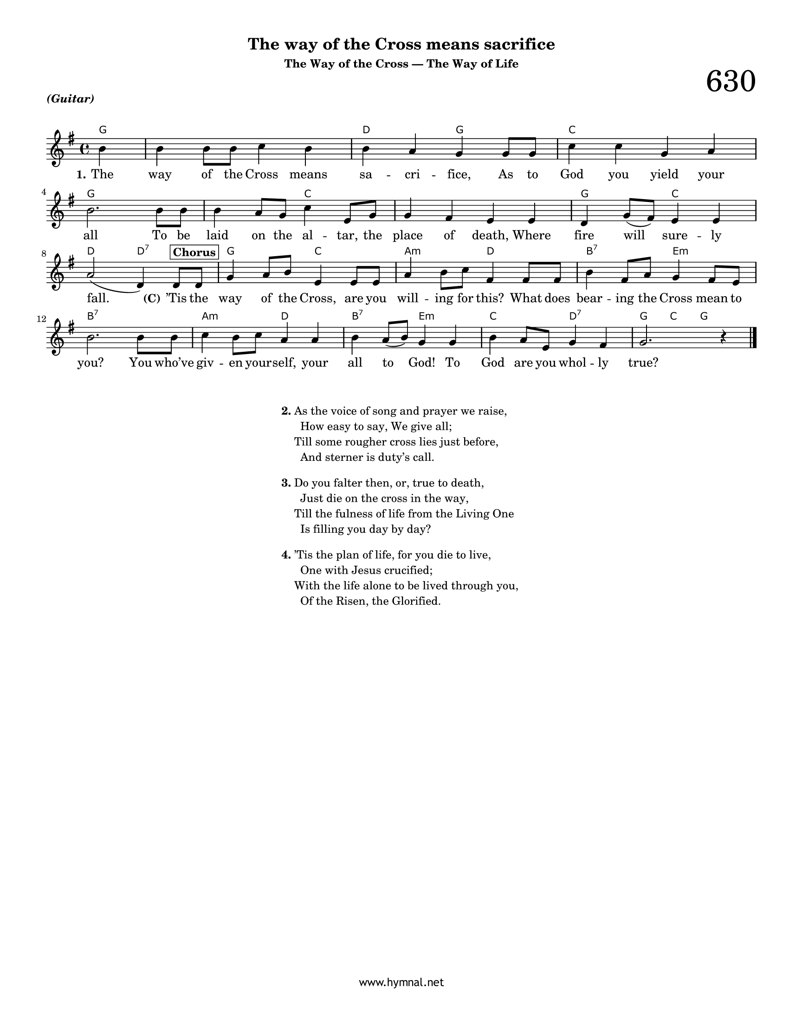 The way of the Cross means sacrifice
The Way of the Cross — The Way of Life
630
(Guitar)
G D G C
1. The way of the Cross means sa - cri - fice, As to God you yield your
4
G C G C
all To be laid on the al - tar, the place of death, Where fire will sure - ly
8
D D7 Chorus G C Am D B7 Em
fall. (C) 'Tis the way of the Cross, are you will - ing for this? What does bear - ing the Cross mean to
12
B7 Am D B7 Em C D7 G C G
you? You who've giv - en yourself, your all to God! To God are you whol - ly true?
2. As the voice of song and prayer we raise,
How easy to say, We give all;
Till some rougher cross lies just before,
And sterner is duty's call.
3. Do you falter then, or, true to death,
Just die on the cross in the way,
Till the fulness of life from the Living One
Is filling you day by day?
4. 'Tis the plan of life, for you die to live,
One with Jesus crucified;
With the life alone to be lived through you,
Of the Risen, the Glorified.
www.hymnal.net